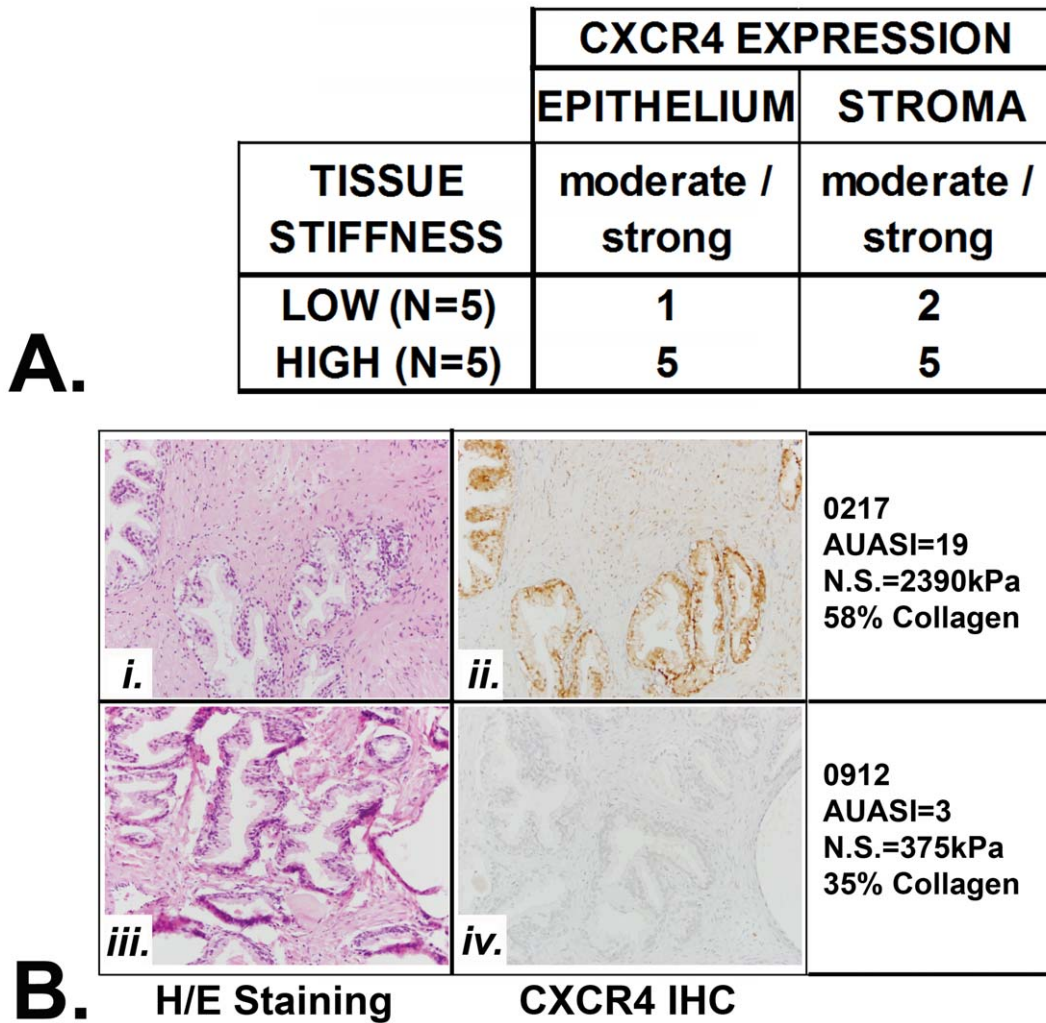 CXCR4 EXPRESSION
EPITHELIUM STROMA
TISSUE STIFFNESS moderate / strong moderate / strong
LOW (N=5) 1 2
HIGH (N=5) 5 5
A.
i.
ii.
0217
AUASI=19
N.S.=2390kPa
58% Collagen
iii.
iv.
0912
AUASI=3
N.S.=375kPa
35% Collagen
B.
H/E Staining CXCR4 IHC